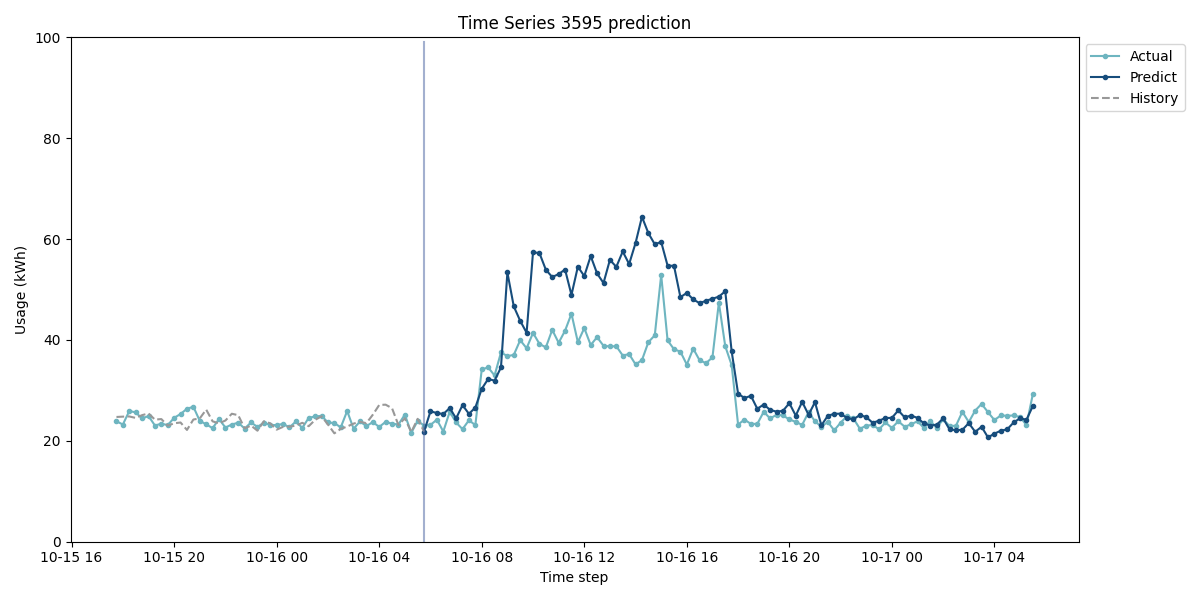 Time Series 3595 prediction
Usage (kWh)
100
80
60
40
20
0
10-15 16
10-15 20
10-16 00
10-16 04
10-16 08
10-16 12
10-16 16
10-16 20
10-17 00
10-17 04
Time step
Actual
Predict
History